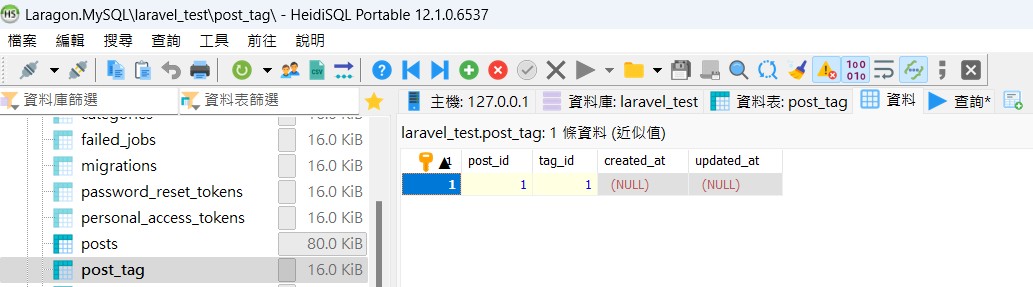 Laragon.MySQL\laravel_test\post_tag\ - HeidiSQL Portable 12.1.0.6537
檔案 編輯 搜尋 查詢 工具 前往 說明
資料庫篩選 資料表篩選 主機: 127.0.0.1 資料庫: laravel_test 資料表: post_tag 資料 查詢*
categories 16.0 KiB
failed_jobs 16.0 KiB
migrations 16.0 KiB
password_reset_tokens 16.0 KiB
personal_access_tokens 16.0 KiB
posts 80.0 KiB
post_tag 16.0 KiB
laravel_test.post_tag: 1 條資料 (近似值)
1 post_id tag_id created_at updated_at
1 1 1 (NULL) (NULL)